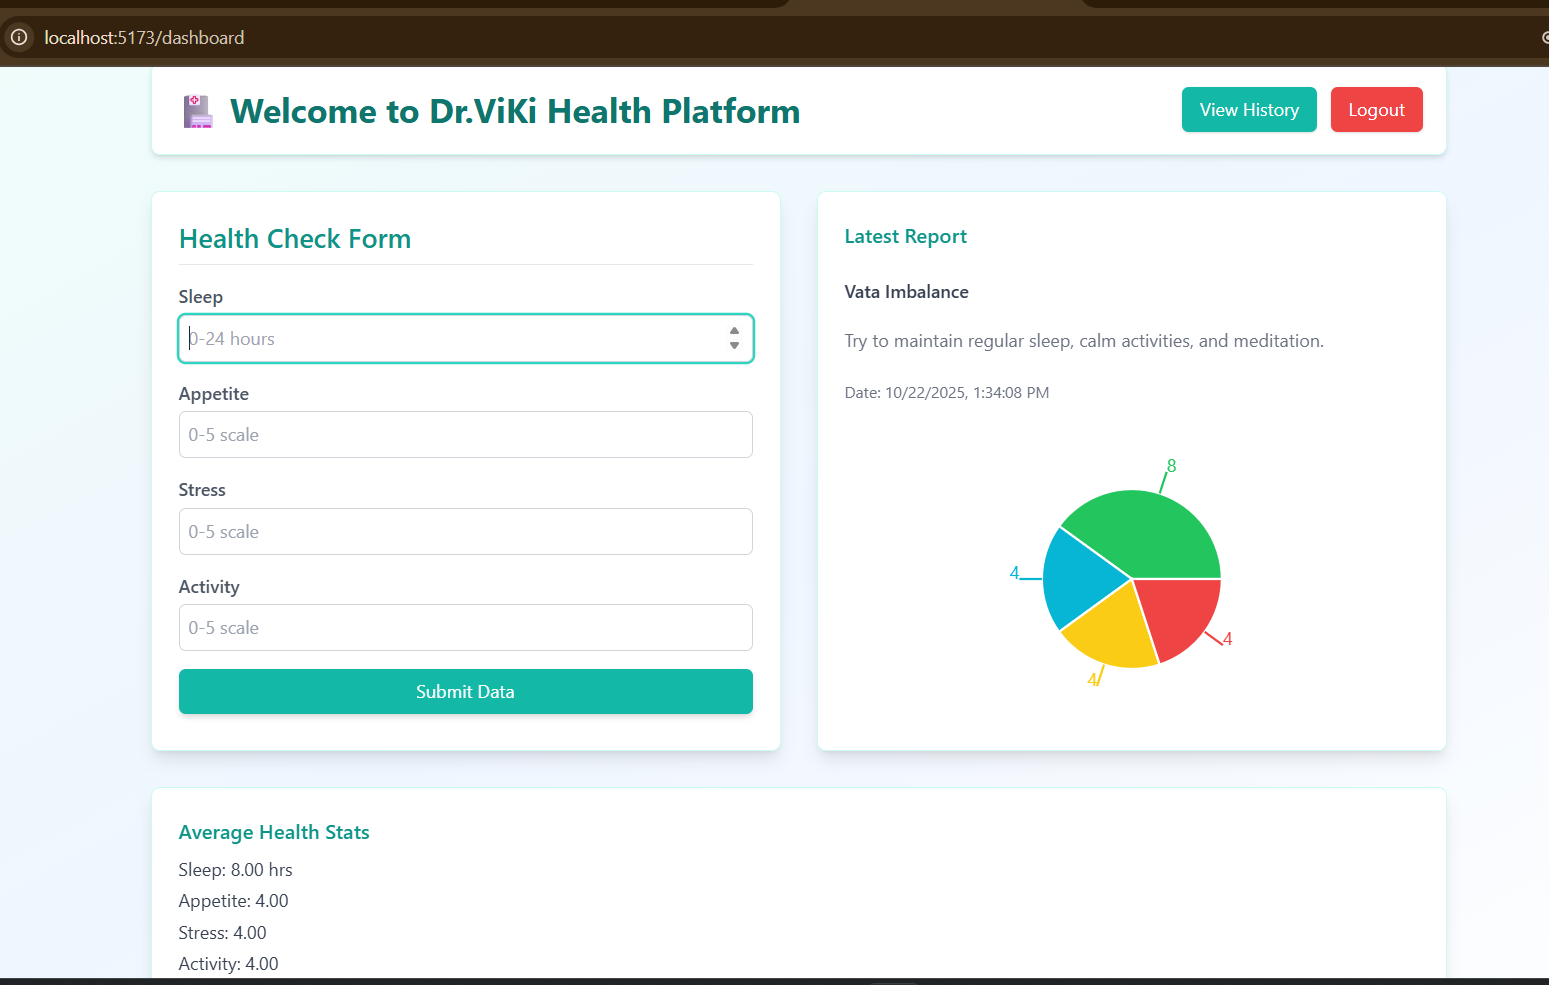 localhost:5173/dashboard
Welcome to Dr.ViKi Health Platform
View History
Logout
Health Check Form
Sleep
0-24 hours
Appetite
0-5 scale
Stress
0-5 scale
Activity
0-5 scale
Submit Data
Latest Report
Vata Imbalance
Try to maintain regular sleep, calm activities, and meditation.
Date: 10/22/2025, 1:34:08 PM
8
4
4
4
Average Health Stats
Sleep: 8.00 hrs
Appetite: 4.00
Stress: 4.00
Activity: 4.00